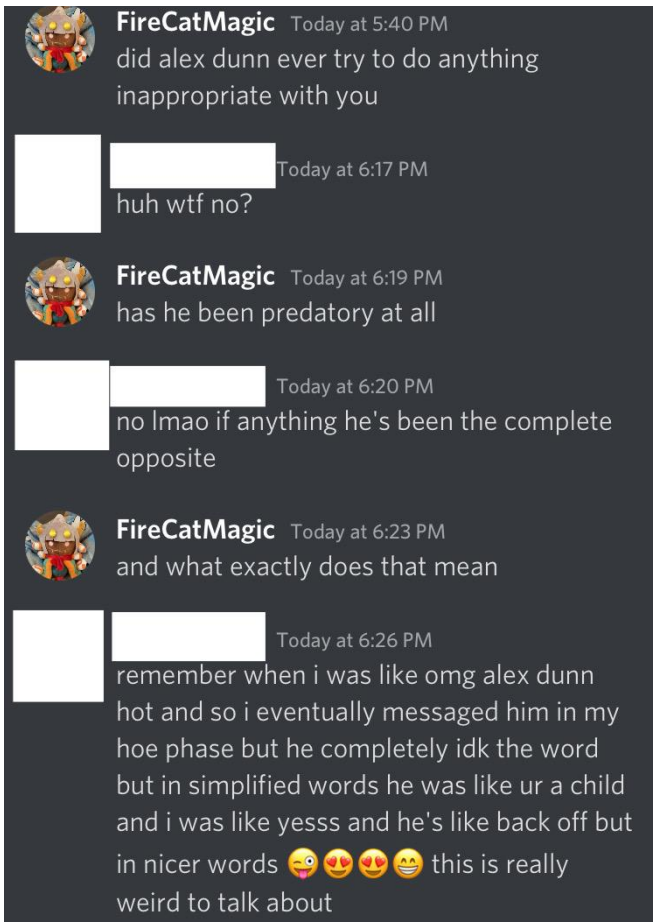 FireCatMagic Today at 5:40 PM
did alex dunn ever try to do anything
inappropriate with you
Today at 6:17 PM
huh wtf no?
FireCatMagic Today at 6:19 PM
has he been predatory at all
Today at 6:20 PM
no lmao if anything he's been the complete
opposite
FireCatMagic Today at 6:23 PM
and what exactly does that mean
Today at 6:26 PM
remember when i was like omg alex dunn
hot and so i eventually messaged him in my
hoe phase but he completely idk the word
but in simplified words he was like ur a child
and i was like yesss and he's like back off but
in nicer words 😜😍😍😁 this is really
weird to talk about